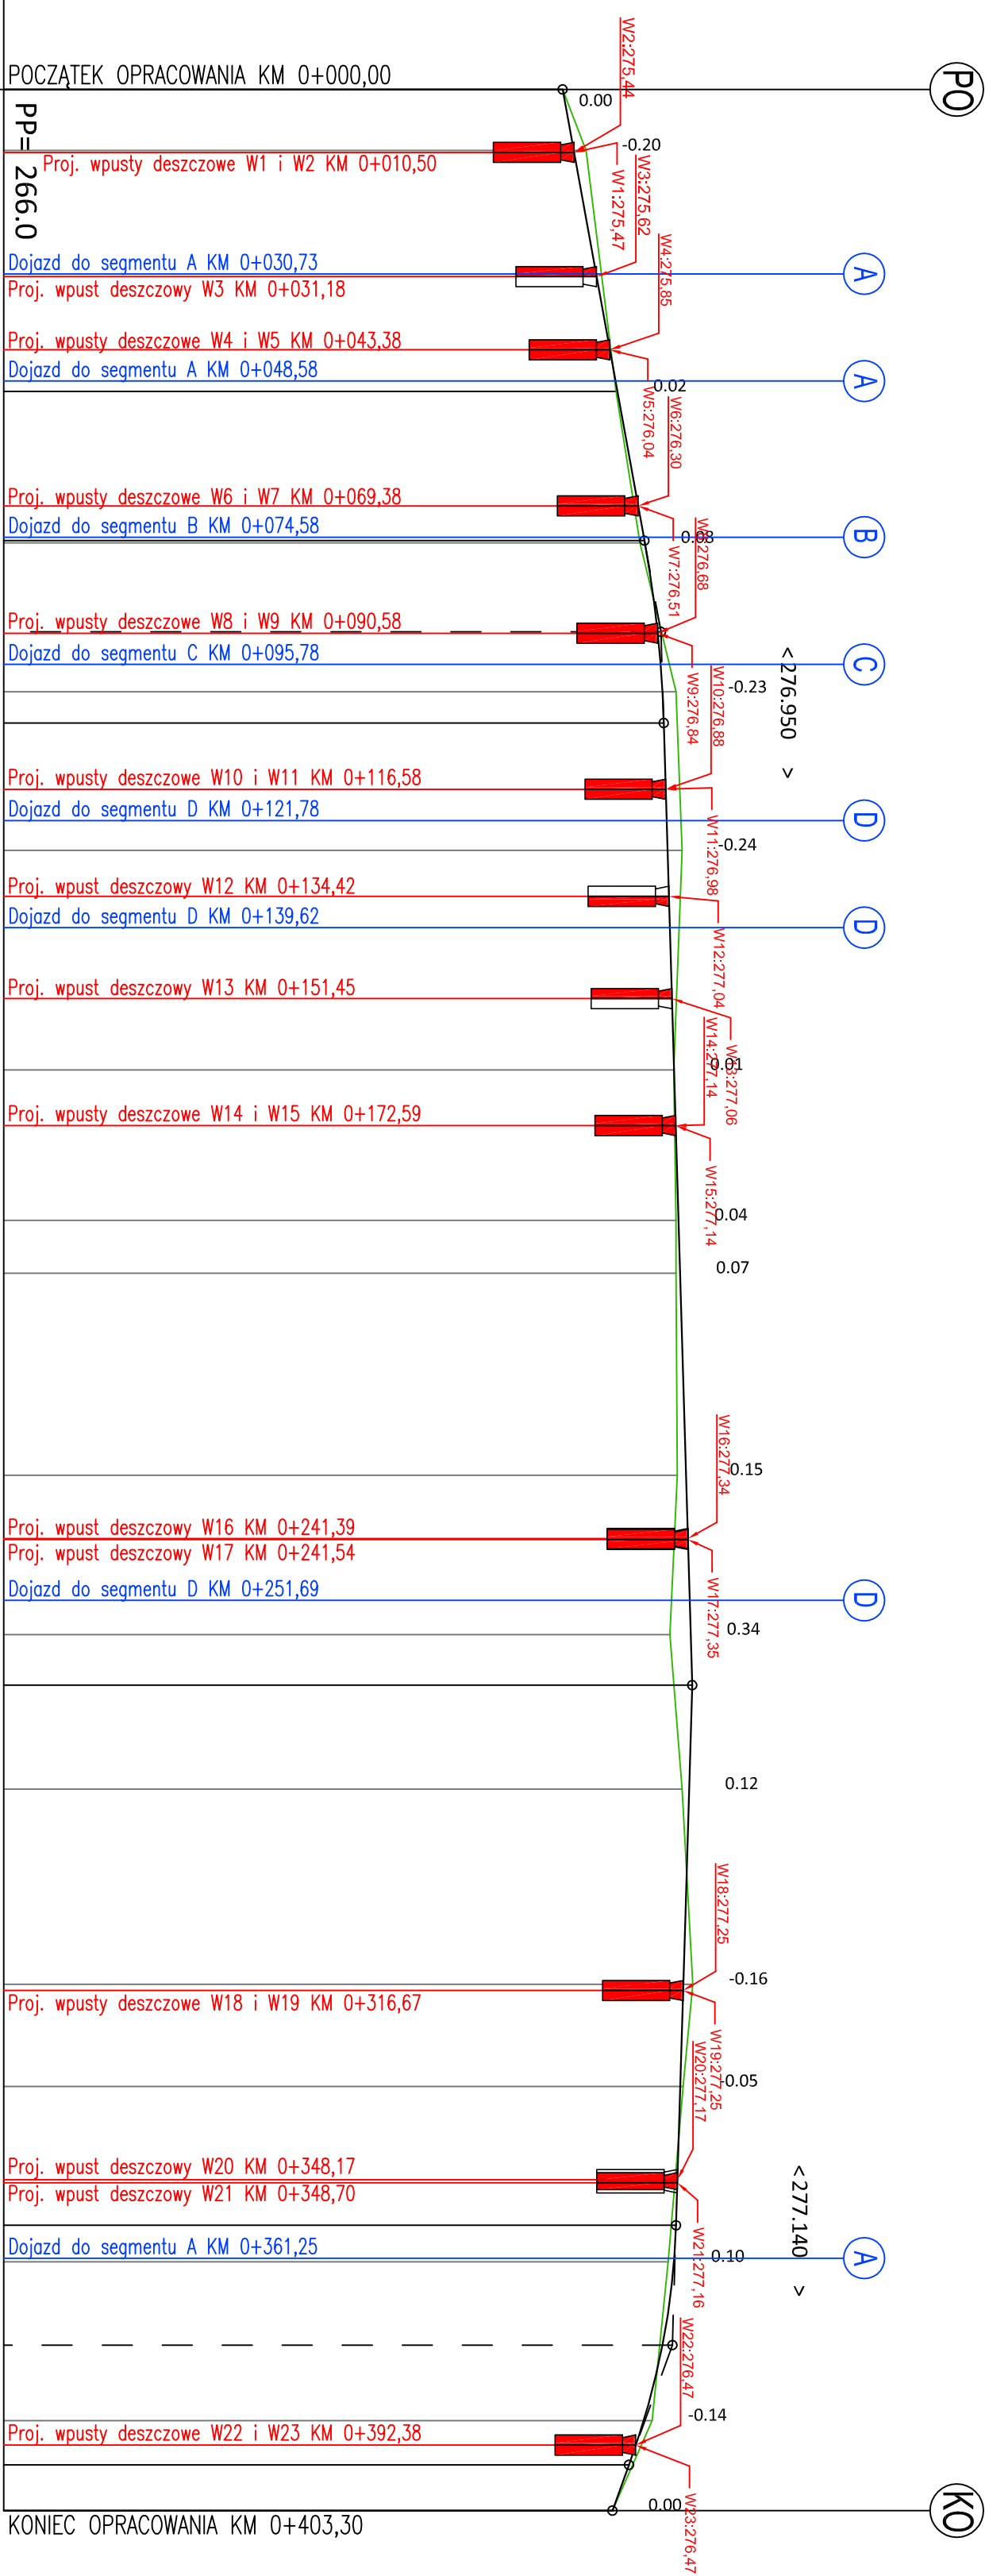 PO
POCZĄTEK OPRACOWANIA KM 0+000,00
0.00
W2:275,44
-0.20
PP= 266.0
Proj. wpusty deszczowe W1 i W2 KM 0+010,50
W1:275,47
W3:275,62
Dojazd do segmentu A KM 0+030,73
A
Proj. wpust deszczowy W3 KM 0+031,18
W4:275,85
Proj. wpusty deszczowe W4 i W5 KM 0+043,38
Dojazd do segmentu A KM 0+048,58
A
0.02
W5:276,04
W6:276,30
Proj. wpusty deszczowe W6 i W7 KM 0+069,38
Dojazd do segmentu B KM 0+074,58
B
0.03
W7:276,51
W8:276,68
Proj. wpusty deszczowe W8 i W9 KM 0+090,58
Dojazd do segmentu C KM 0+095,78
C
W9:276,84
-0.23
<276.950 >
W10:276,88
Proj. wpusty deszczowe W10 i W11 KM 0+116,58
Dojazd do segmentu D KM 0+121,78
D
W11:276,98
-0.24
Proj. wpust deszczowy W12 KM 0+134,42
Dojazd do segmentu D KM 0+139,62
D
W12:277,04
Proj. wpust deszczowy W13 KM 0+151,45
W13:277,06
W14:277,14
0.01
Proj. wpusty deszczowe W14 i W15 KM 0+172,59
W15:277,14
0.04
0.07
W16:277,34
0.15
Proj. wpust deszczowy W16 KM 0+241,39
Proj. wpust deszczowy W17 KM 0+241,54
W17:277,35
Dojazd do segmentu D KM 0+251,69
D
0.34
0.12
W18:277,25
-0.16
Proj. wpusty deszczowe W18 i W19 KM 0+316,67
W19:277,25
W20:277,17
-0.05
Proj. wpust deszczowy W20 KM 0+348,17
Proj. wpust deszczowy W21 KM 0+348,70
W21:277,16
<277.140 >
Dojazd do segmentu A KM 0+361,25
A
0.10
W22:276,47
-0.14
Proj. wpusty deszczowe W22 i W23 KM 0+392,38
W23:276,47
0.00
KO
KONIEC OPRACOWANIA KM 0+403,30